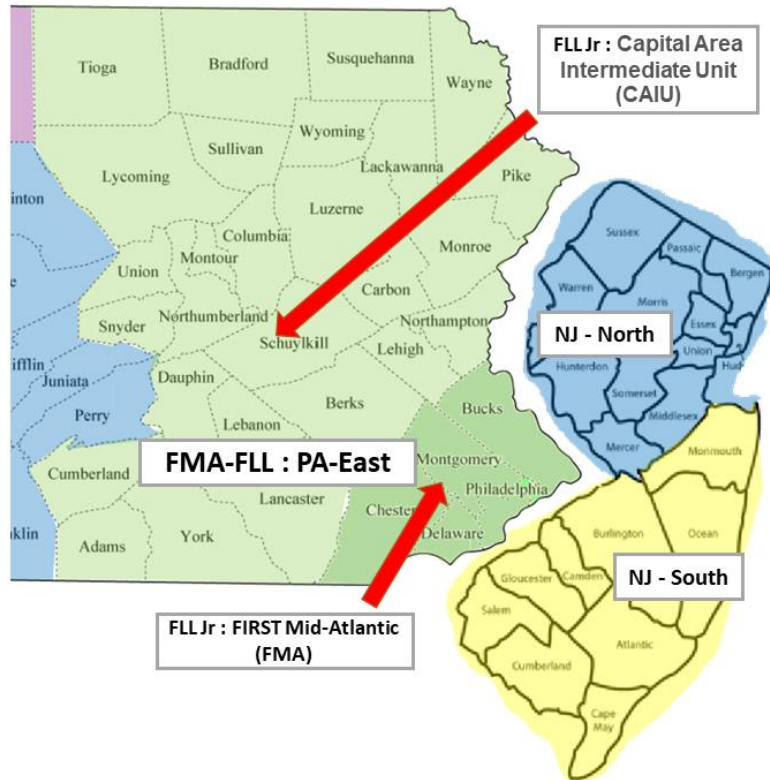 FLL Jr : Capital Area
Intermediate Unit
(CAIU)
Tioga
Bradford
Susquehanna
Wayne
Wyoming
Sullivan
Lackawanna
Lycoming
Pike
Luzerne
Columbia
Monroe
Union
Montour
Carbon
Snyder
Northumberland
Northampton
Schuylkill
Lehigh
Juniata
Dauphin
Perry
Berks
Bucks
Lebanon
FMA-FLL : PA-East
Montgomery
Cumberland
Lancaster
Philadelphia
Chester
Delaware
York
Adams
FLL Jr : FIRST Mid-Atlantic
(FMA)
Sussex
Passaic
Bergen
Warren
Morris
Essex
NJ - North
Union
Hunterdon
Somerset
Middlesex
Mercer
Monmouth
Burlington
Ocean
NJ - South
Gloucester
Camden
Salem
Atlantic
Cumberland
Cape
May